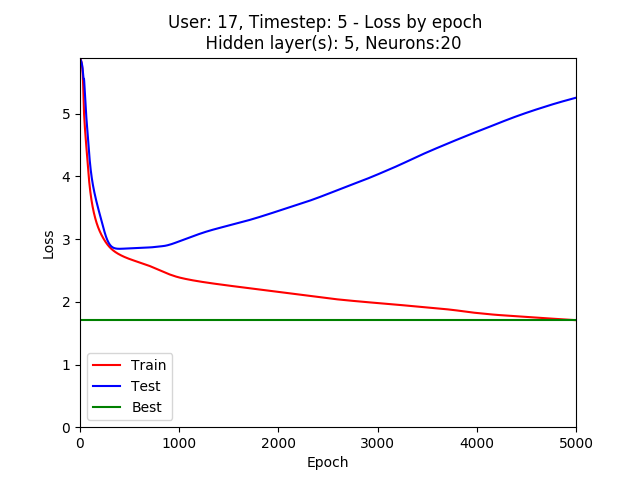 User: 17, Timestep: 5 - Loss by epoch
Hidden layer(s): 5, Neurons:20
5
4
3
2
1
0
Loss
Train
Test
Best
0 1000 2000 3000 4000 5000
Epoch